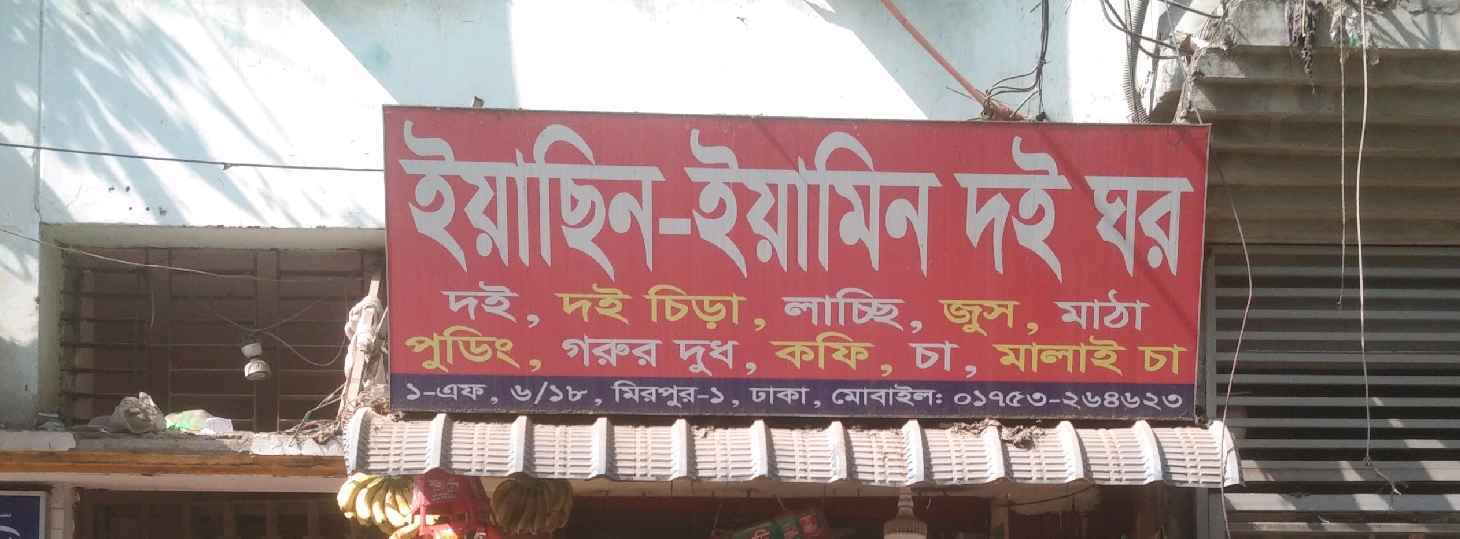 ইয়াছিন-ইয়ামিন দই ঘর
দই, দই চিড়া, লাচ্ছি, জুস, মাঠা
পুডিং, গরুর দুধ, কফি, চা, মালাই চা
১-এফ, ৬/১৮, মিরপুর-১, ঢাকা, মোবাইলঃ ০১৭৫৩-২৬৪৬২৩